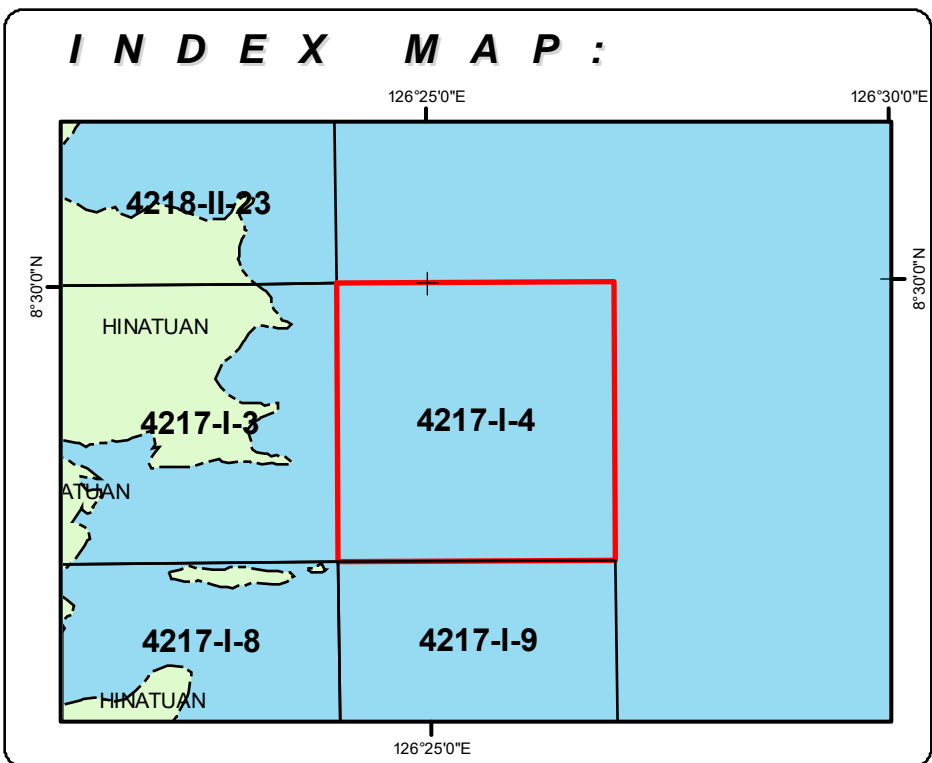 INDEX MAP:
126°25'0"E 126°30'0"E
4218-II-23
8°30'0"N 8°30'0"N
HINATUAN
4217-I-3 4217-I-4
ATUAN
4217-I-8 4217-I-9
HINATUAN
126°25'0"E